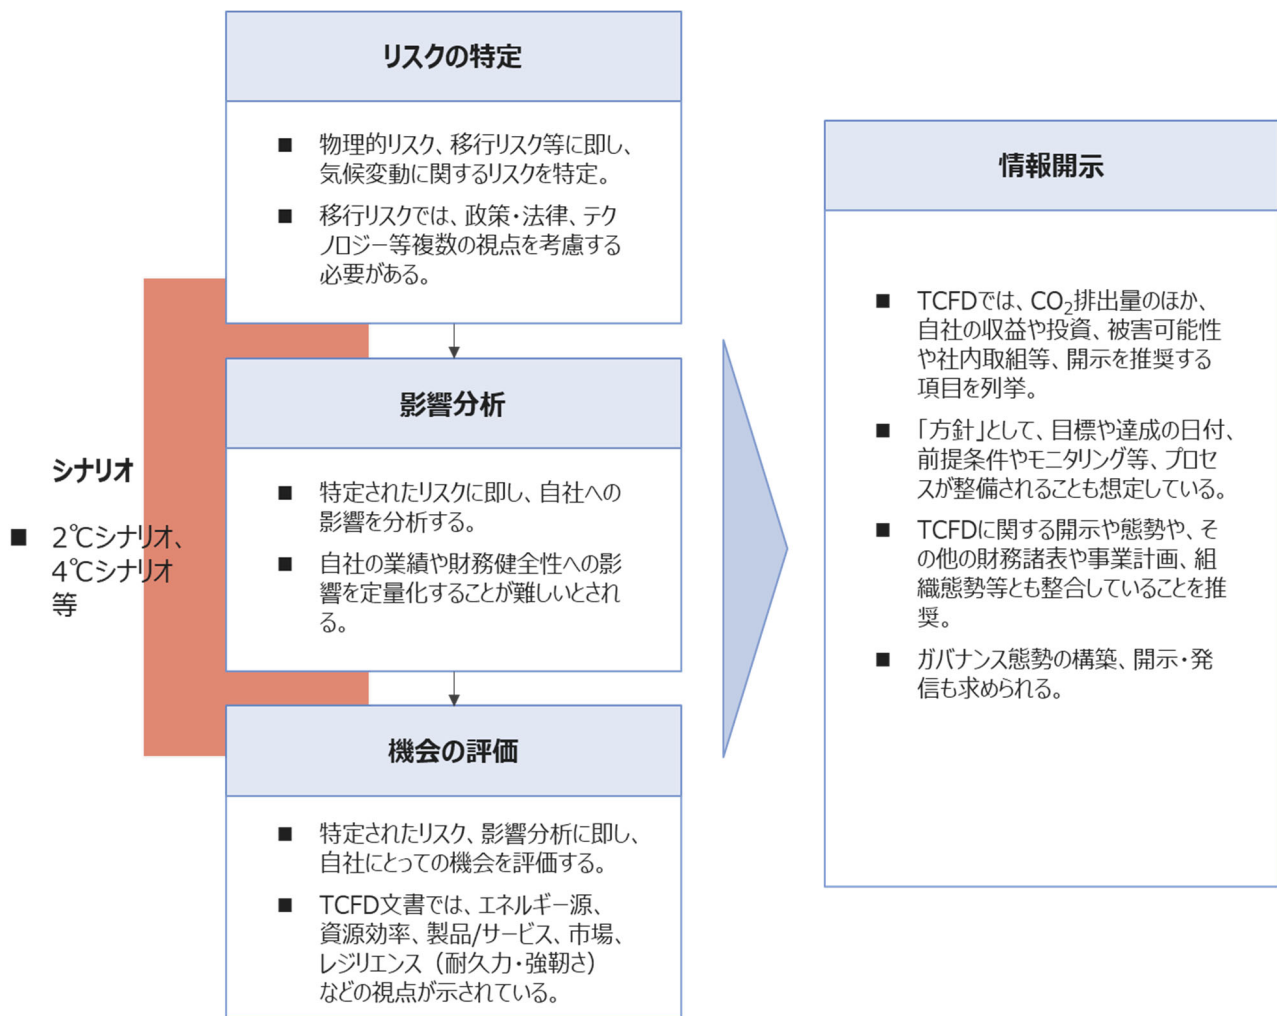 リスクの特定
■ 物理的リスク、移行リスク等に即し、
気候変動に関するリスクを特定。
■ 移行リスクでは、政策・法律、テク
ノロジー等複数の視点を考慮する
必要がある。
シナリオ
■ 2℃シナリオ、
4℃シナリオ
等
影響分析
■ 特定されたリスクに即し、自社への
影響を分析する。
■ 自社の業績や財務健全性への影
響を定量化することが難しいとされ
る。
機会の評価
■ 特定されたリスク、影響分析に即し、
自社にとっての機会を評価する。
■ TCFD文書では、エネルギー源、
資源効率、製品/サービス、市場、
レジリエンス（耐久力・強靭さ）
などの視点が示されている。
情報開示
■ TCFDでは、CO₂排出量のほか、
自社の収益や投資、被害可能性
や社内取組等、開示を推奨する
項目を列挙。
■ 「方針」として、目標や達成の日付、
前提条件やモニタリング等、プロセ
スが整備されることも想定している。
■ TCFDに関する開示や態勢や、そ
の他の財務諸表や事業計画、組
織態勢等とも整合していることを推
奨。
■ ガバナンス態勢の構築、開示・発
信も求められる。